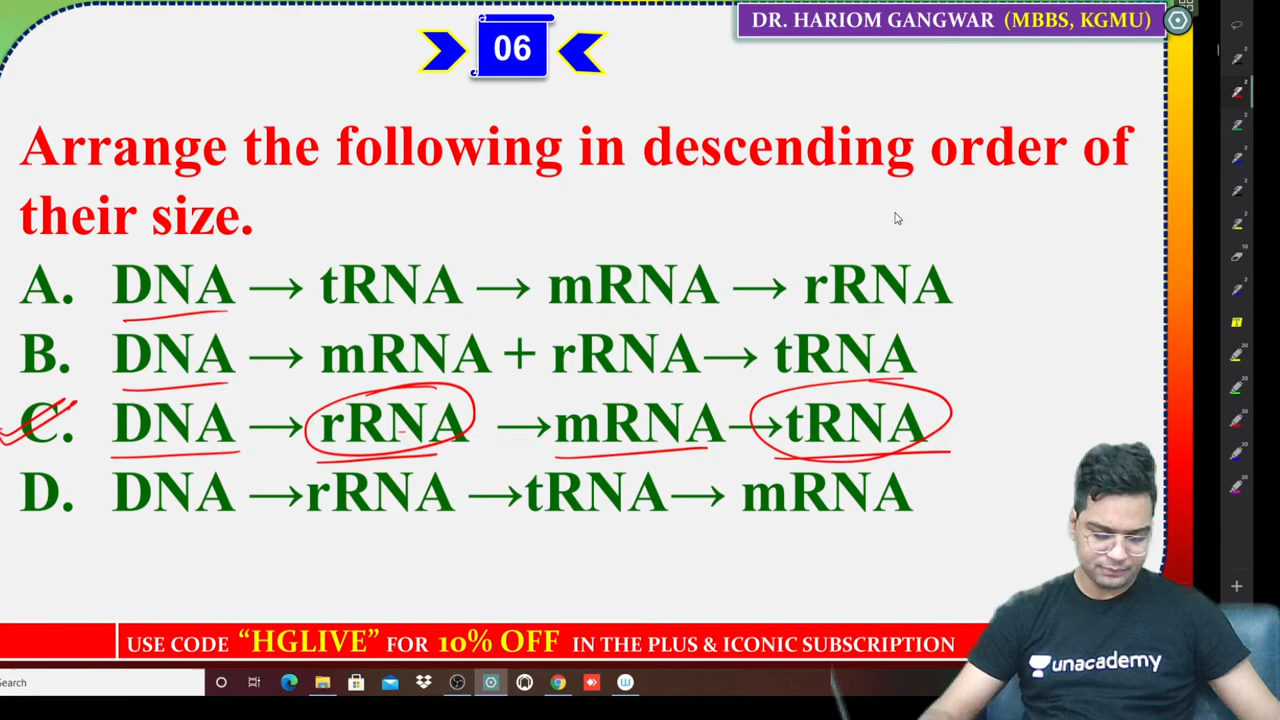 DR. HARIOM GANGWAR (MBBS, KGMU)
06
Arrange the following in descending order of
their size.
A. DNA → tRNA → mRNA → rRNA
B. DNA → mRNA + rRNA→ tRNA
C. DNA →rRNA →mRNA→tRNA
D. DNA →rRNA →tRNA→ mRNA
unacademy
USE CODE “HGLIVE” FOR 10% OFF IN THE PLUS & ICONIC SUBSCRIPTION
Search